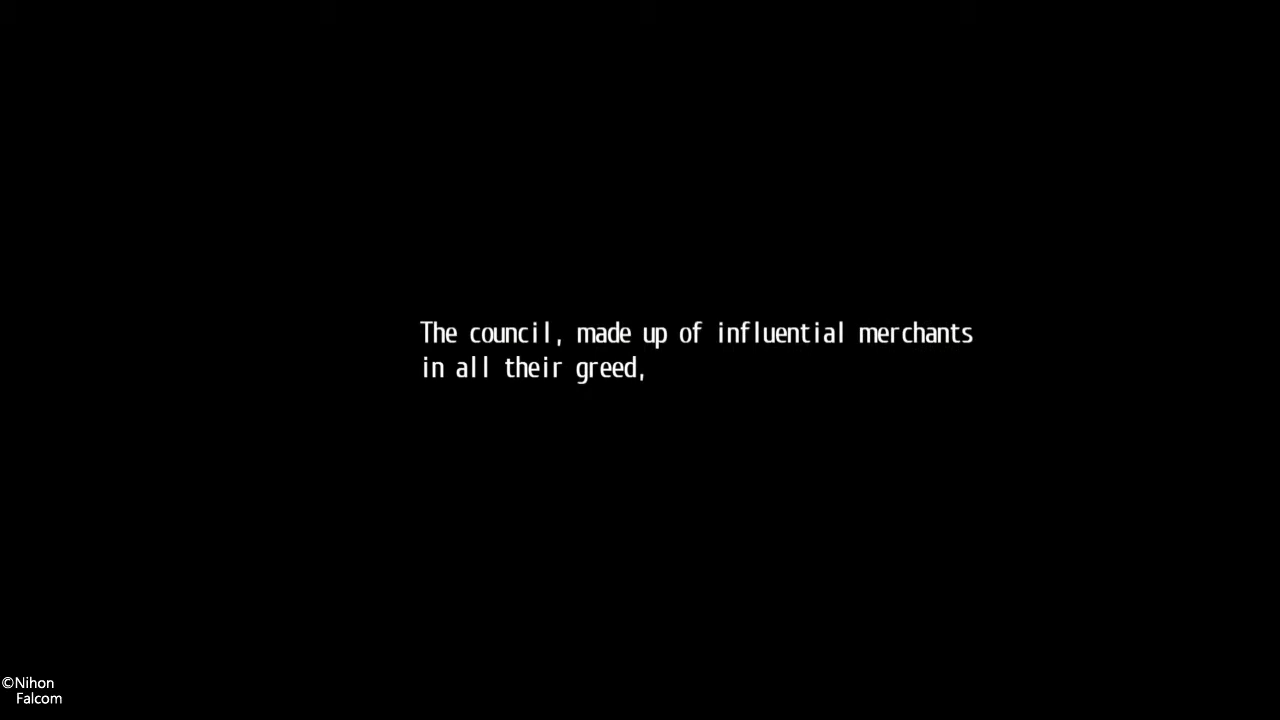 The council, made up of influential merchants
in all their greed,
©Nihon
Falcom